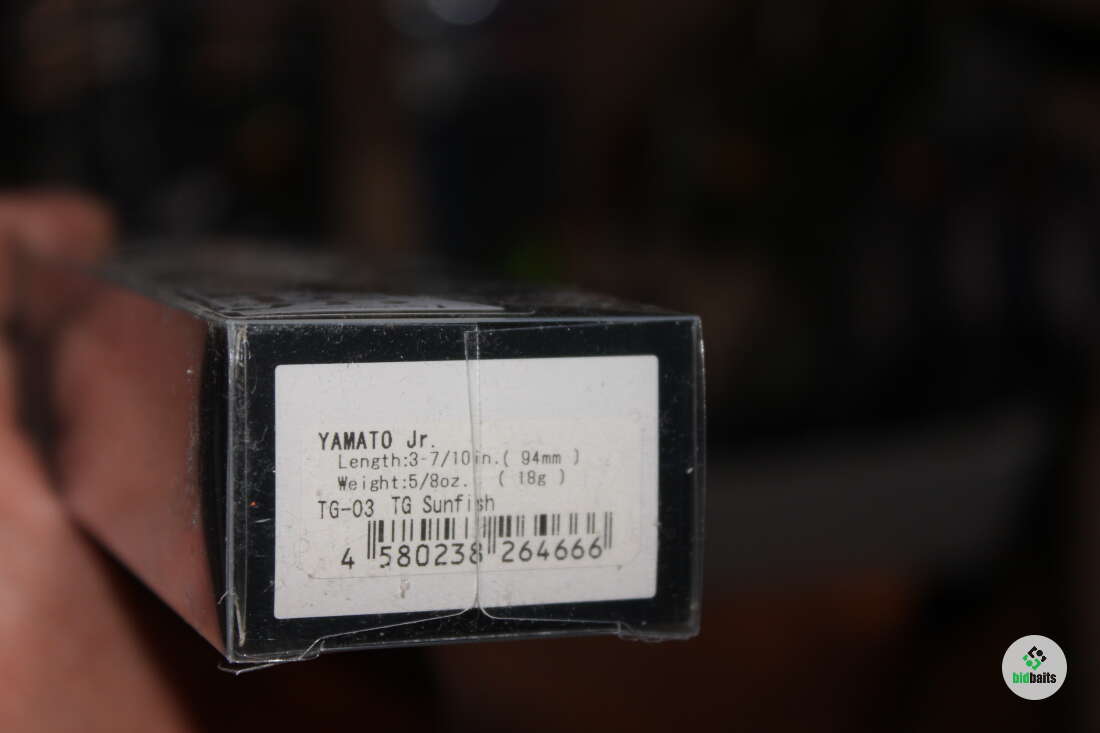 YAMATO Jr.
Length:3-7/10in.( 94mm )
Weight:5/8oz. ( 18g )
TG-03 TG Sunfish
4 580238 264666
bidbaits